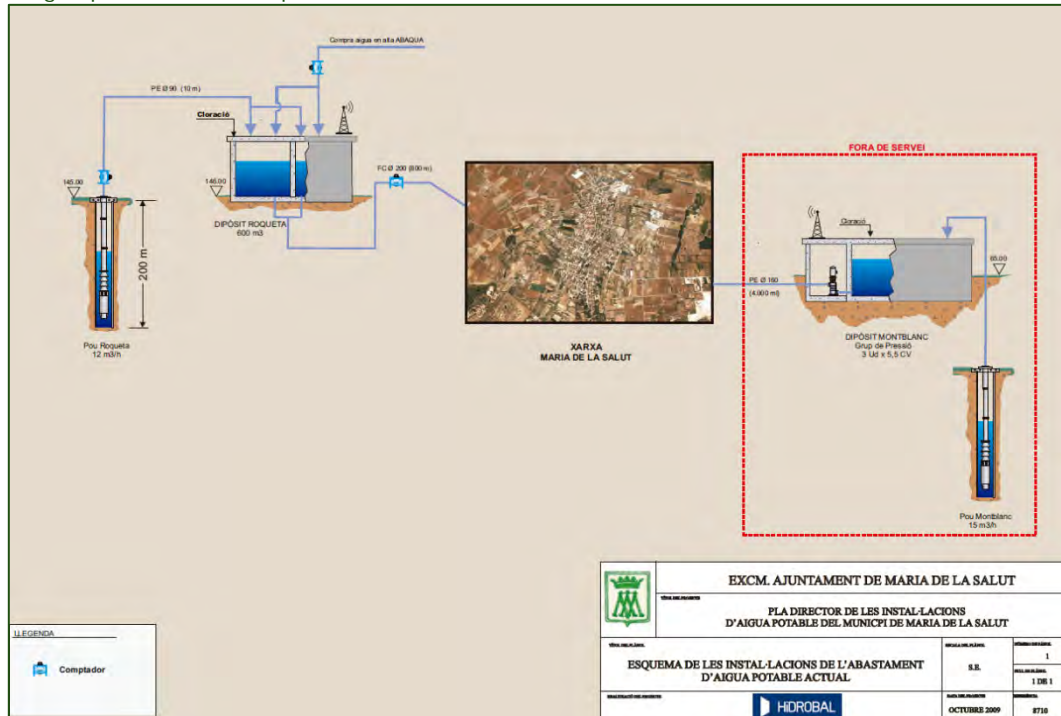 Compra aigua en alta ABAQUA
PE Ø 90 (10 m)
Cloració
145.00
145.00
200 m
Pou Roqueta
12 m3/h
DIPÒSIT ROQUETA
600 m3
FC Ø 200 (800 m)
XARXA
MARIA DE LA SALUT
FORA DE SERVEI
Cloració
65.00
PE Ø 160
(4.000 ml)
DIPÒSIT MONTBLANC
Grup de Pressió
3 Ud x 5,5 CV
Pou Montblanc
15 m3/h
LLEGENDA
Comptador
EXCM. AJUNTAMENT DE MARIA DE LA SALUT
PLA DIRECTOR DE LES INSTAL·LACIONS
D'AIGUA POTABLE DEL MUNICPI DE MARIA DE LA SALUT
ESQUEMA DE LES INSTAL·LACIONS DE L'ABASTAMENT
D'AIGUA POTABLE ACTUAL
S.E.
1
1 DE 1
HIDROBAL
OCTUBRE 2009
8710